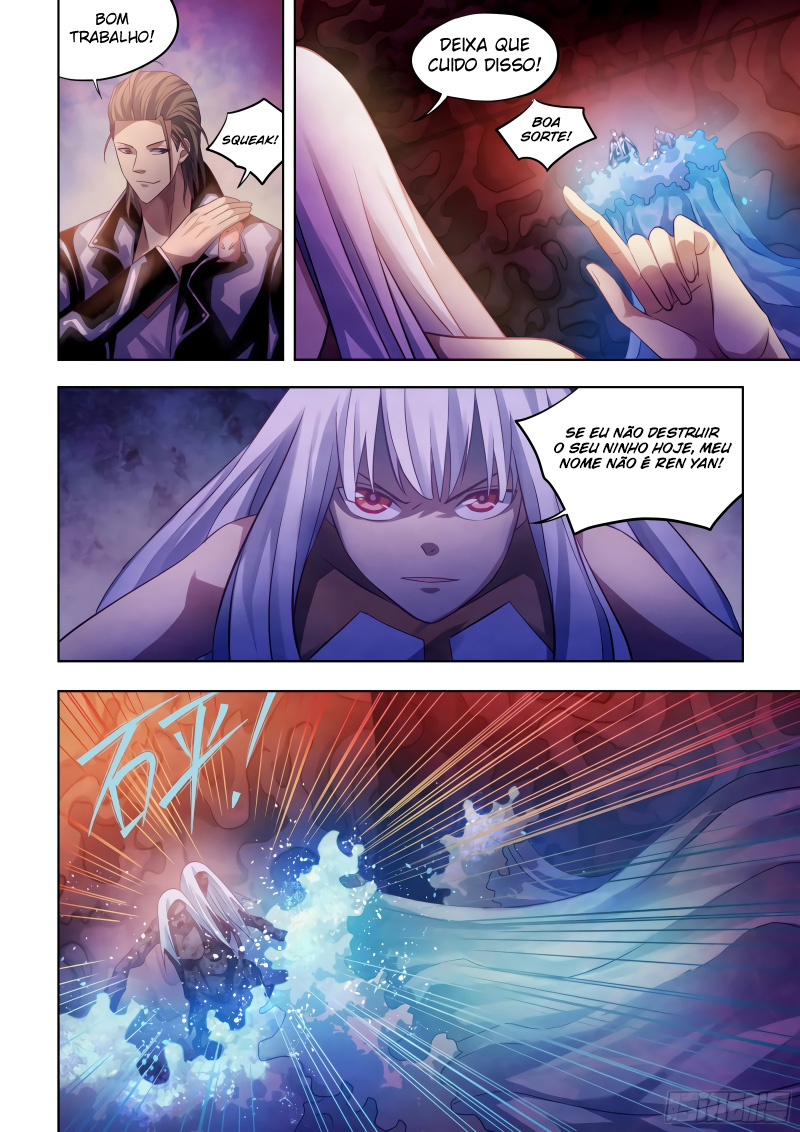 BOM
TRABALHO!
SQUEAK!
DEIXA QUE
CUIDO DISSO!
BOA
SORTE!
SE EU NÃO DESTRUIR
O SEU NINHO HOJE, MEU
NOME NÃO É REN YAN!
砰!